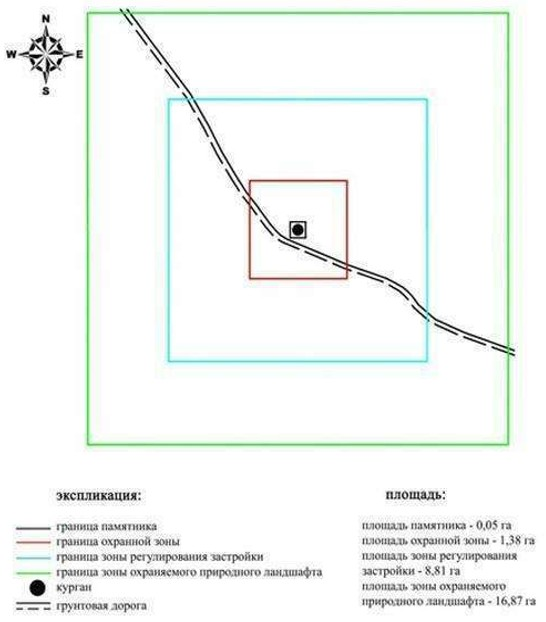 N
W E
S
экспликация:
граница памятника
граница охранной зоны
граница зоны регулирования застройки
граница зоны охраняемого природного ландшафта
курган
грунтовая дорога
площадь:
площадь памятника - 0,05 га
площадь охранной зоны - 1,38 га
площадь зоны регулирования
застройки - 8,81 га
площадь зоны охраняемого
природного ландшафта - 16,87 га